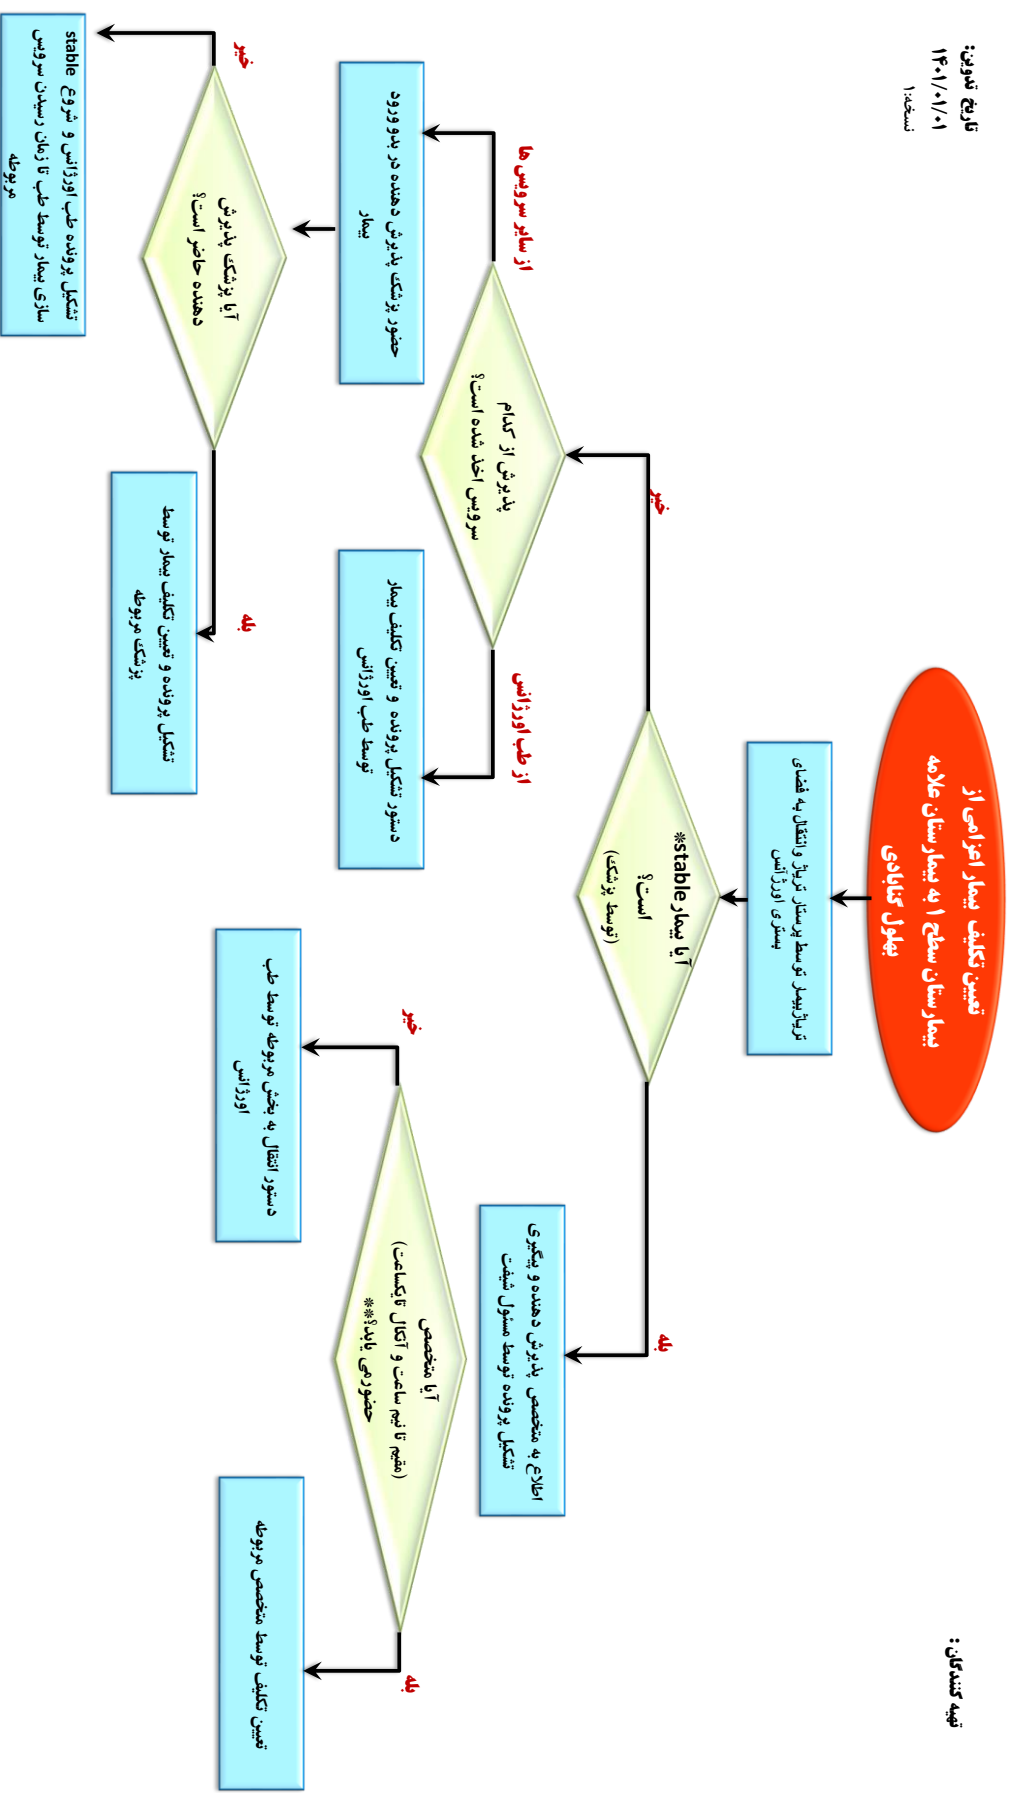 تاریخ تدوین:
۱۴۰۱/۰۱/۰۱
نسخه:۱
تهیه کنندگان:
تعیین تکلیف بیمار اعزامی از
بیمارستان سطح ۱ به بیمارستان علامه
بهلول گنابادی
تریاژبیمار توسط پرستار تریاژ وانتقال به فضای
بستری اورژانس
آیا بیمار stable*
است؟
(توسط پزشک)
خیر
بله
پذیرش از کدام
سرویس اخذ شده است؟
از سایر سرویس ها
از طب اورژانس
حضور پزشک پذیرش دهنده در بدو ورود
بیمار
دستور تشکیل پرونده و تعیین تکلیف بیمار
توسط طب اورژانس
آیا پزشک پذیرش
دهنده حاضر است؟
خیر
بله
تشکیل پرونده طب اورژانس و شروع stable
سازی بیمار توسط طب تا زمان رسیدن سرویس
مربوطه
تشکیل پرونده و تعیین تکلیف بیمار توسط
پزشک مربوطه
اطلاع به متخصص پذیرش دهنده و پیگیری
تشکیل پرونده توسط مسئول شیفت
آیا متخصص
(مقیم تا نیم ساعت و آنکال تایکساعت)
حضورمی یابد؟**
خیر
بله
دستور انتقال به بخش مربوطه توسط طب
اورژانس
تعیین تکلیف توسط متخصص مربوطه